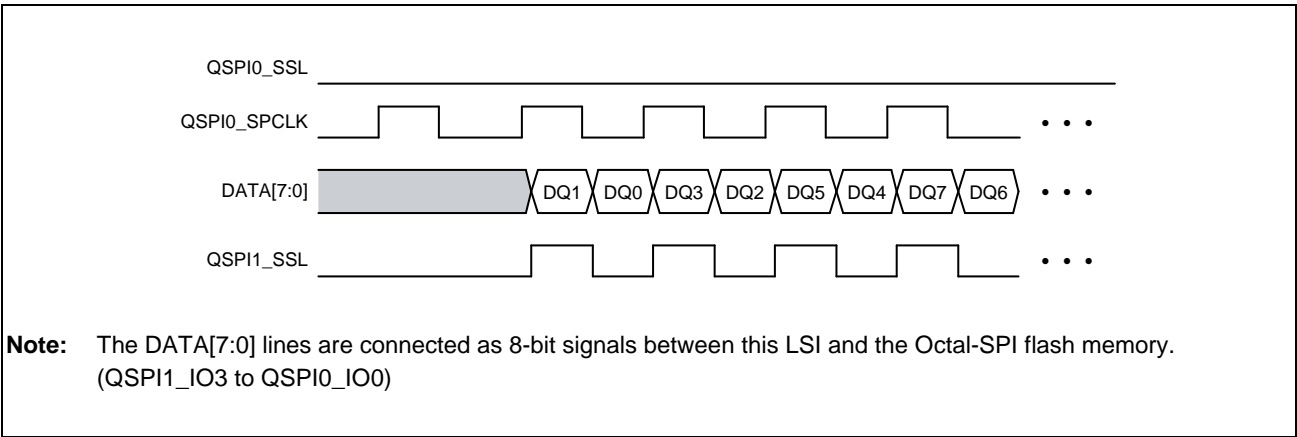 QSPI0_SSL
QSPI0_SPCLK • • •
DATA[7:0] DQ1 DQ0 DQ3 DQ2 DQ5 DQ4 DQ7 DQ6 • • •
QSPI1_SSL • • •
Note: The DATA[7:0] lines are connected as 8-bit signals between this LSI and the Octal-SPI flash memory.
(QSPI1_IO3 to QSPI0_IO0)